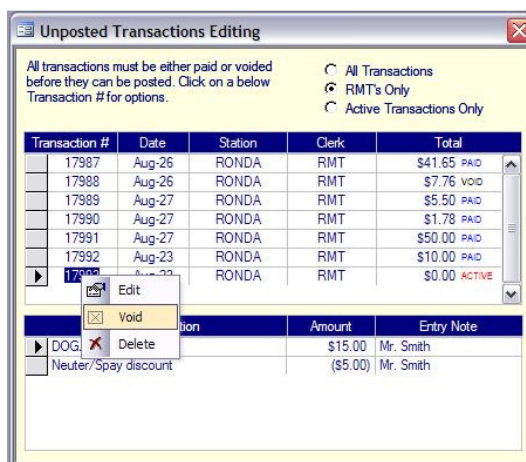 Unposted Transactions Editing
All transactions must be either paid or voided
before they can be posted. Click on a below
Transaction # for options.
All Transactions
RMT's Only
Active Transactions Only
Transaction # Date Station Clerk Total
17987 Aug-26 RONDA RMT $41.65 PAID
17988 Aug-26 RONDA RMT $7.76 VOID
17989 Aug-27 RONDA RMT $5.50 PAID
17990 Aug-27 RONDA RMT $1.78 PAID
17991 Aug-27 RONDA RMT $50.00 PAID
17992 Aug-23 RONDA RMT $10.00 PAID
RONDA RMT $0.00 ACTIVE
Edit
Void
Delete
Amount Entry Note
DOG $15.00 Mr. Smith
Neuter/Spay discount ($5.00) Mr. Smith